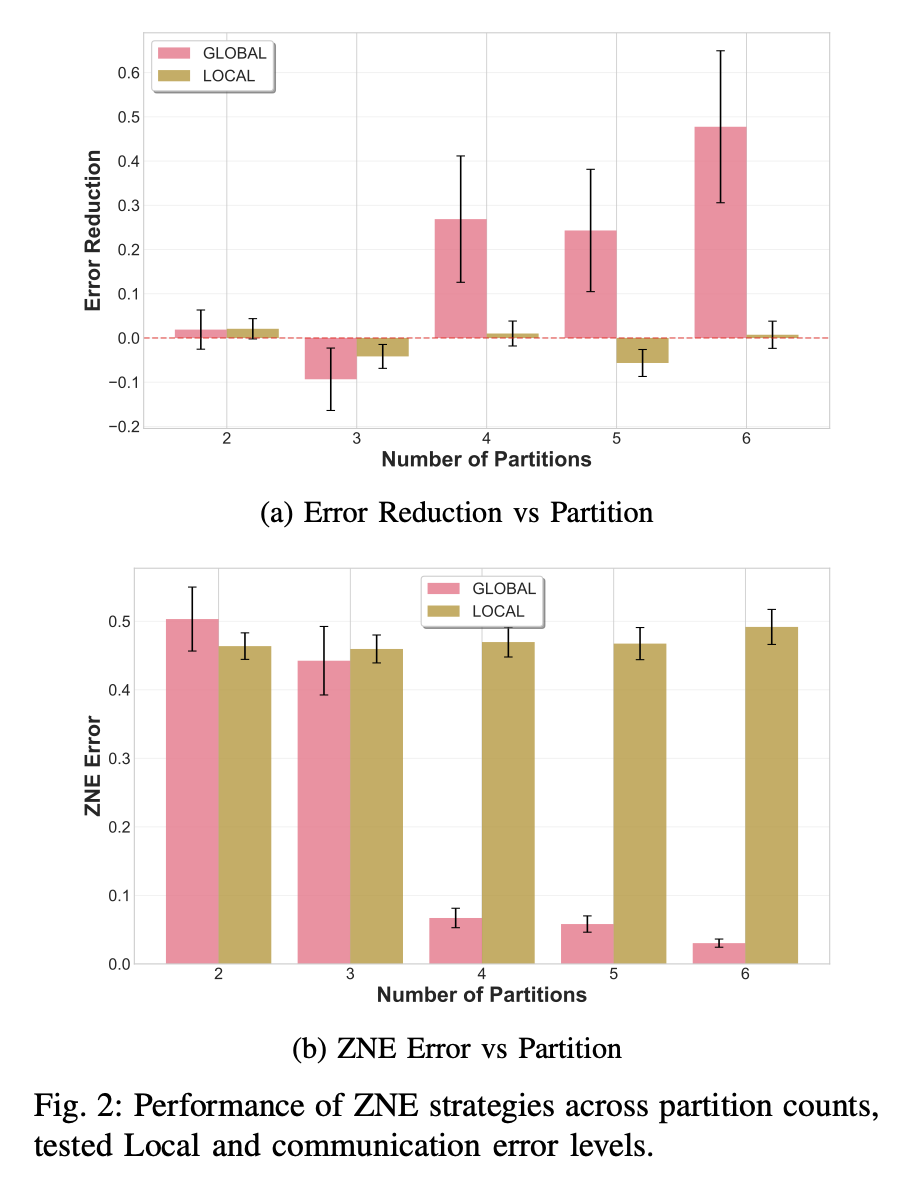 GLOBAL
LOCAL
0.6
0.5
0.4
0.3
0.2
0.1
0.0
−0.1
−0.2
Error Reduction
2 3 4 5 6
Number of Partitions
(a) Error Reduction vs Partition
GLOBAL
LOCAL
0.5
0.4
0.3
0.2
0.1
0.0
ZNE Error
2 3 4 5 6
Number of Partitions
(b) ZNE Error vs Partition
Fig. 2: Performance of ZNE strategies across partition counts,
tested Local and communication error levels.